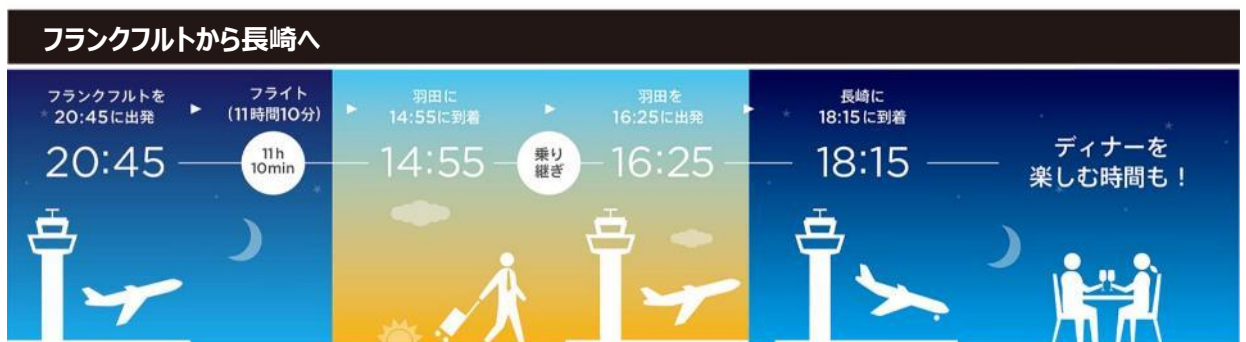 フランクフルトから長崎へ
フランクフルトを
20:45に出発
▶
フライト
(11時間10分)
▶
羽田に
14:55に到着
▶
羽田を
16:25に出発
▶
長崎に
18:15に到着
20:45
11h
10min
14:55
乗り
継ぎ
16:25
18:15
ディナーを
楽しむ時間も!